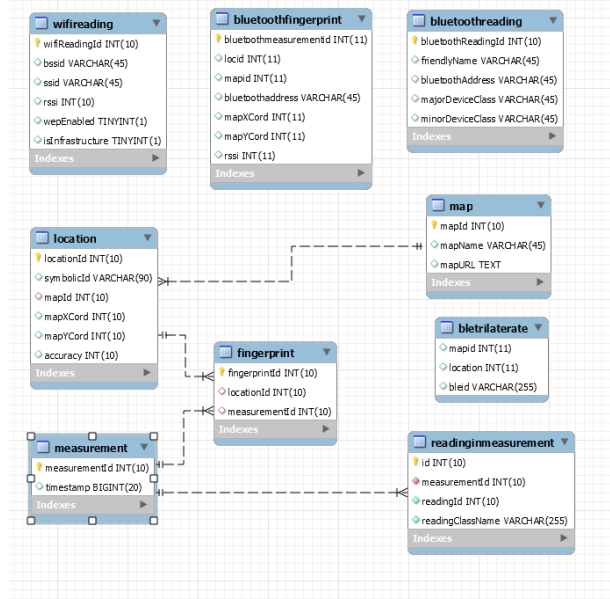 wifireading
wifiReadingId INT(10)
bssid VARCHAR(45)
ssid VARCHAR(45)
rssi INT(10)
wepEnabled TINYINT(1)
isInfrastructure TINYINT(1)
Indexes
bluetoothfingerprint
bluetoothmeasurementid INT(11)
locid INT(11)
mapid INT(11)
bluetoothaddress VARCHAR(45)
mapXCord INT(11)
mapYCord INT(11)
rssi INT(11)
Indexes
bluetoothreading
bluetoothReadingId INT(10)
friendlyName VARCHAR(45)
bluetoothAddress VARCHAR(45)
majorDeviceClass VARCHAR(45)
minorDeviceClass VARCHAR(45)
Indexes
location
locationId INT(10)
symbolicId VARCHAR(90)
mapId INT(10)
mapXCord INT(10)
mapYCord INT(10)
accuracy INT(10)
Indexes
map
mapId INT(10)
mapName VARCHAR(45)
mapURL TEXT
Indexes
fingerprint
fingerprintId INT(10)
locationId INT(10)
measurementId INT(10)
Indexes
bletrilaterate
mapid INT(11)
location INT(11)
bleid VARCHAR(255)
measurement
measurementId INT(10)
timestamp BIGINT(20)
Indexes
readinginmeasurement
id INT(10)
measurementId INT(10)
readingId INT(10)
readingClassName VARCHAR(255)
Indexes